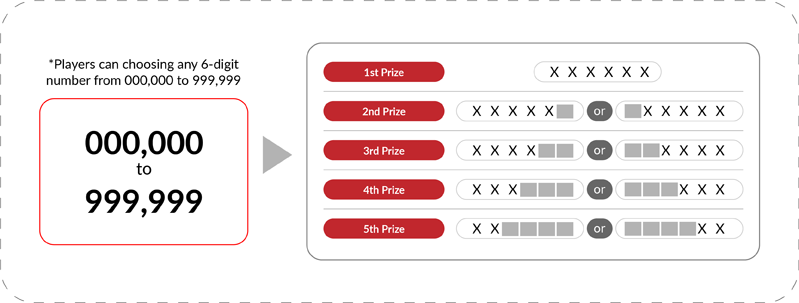 *Players can choosing any 6-digit
number from 000,000 to 999,999
000,000
to
999,999
1st Prize X X X X X X
2nd Prize X X X X X or X X X X X
3rd Prize X X X X or X X X X
4th Prize X X X or X X X
5th Prize X X or X X